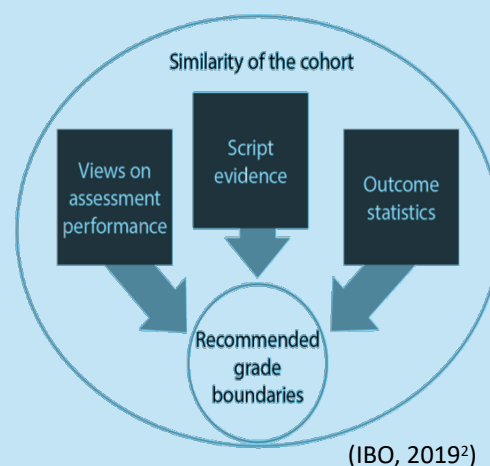 Similarity of the cohort
Views on
assessment
performance
Script
evidence
Outcome
statistics
Recommended
grade
boundaries
(IBO, 2019²)